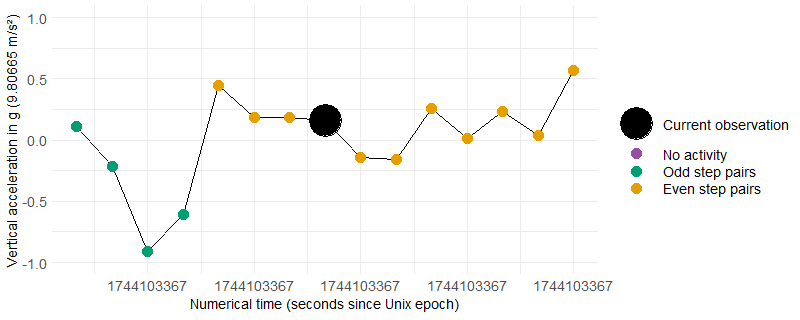 Vertical acceleration in g (9.80665 m/s²)
1.0
0.5
0.0
-0.5
-1.0
1744103367 1744103367 1744103367 1744103367 1744103367
Numerical time (seconds since Unix epoch)
Current observation
No activity
Odd step pairs
Even step pairs